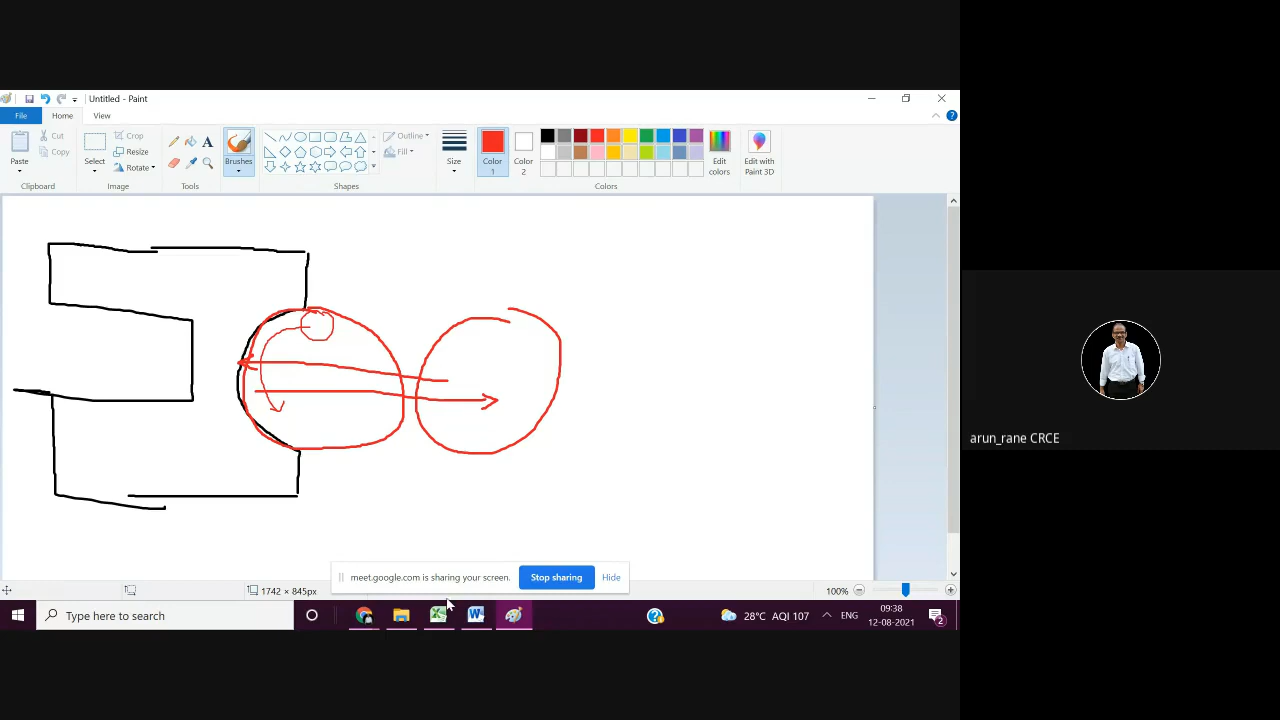 Untitled - Paint
File
Home
View
Paste
Cut
Copy
Clipboard
Select
Crop
Resize
Rotate
Image
A
Tools
Brushes
Outline
Fill
Shapes
Size
Color 1
Color 2
Edit colors
Edit with Paint 3D
Colors
arun_rane CRCE
meet.google.com is sharing your screen.
Stop sharing
Hide
1742 × 845px
100%
Type here to search
28°C AQI 107
ENG
09:38
12-08-2021
2